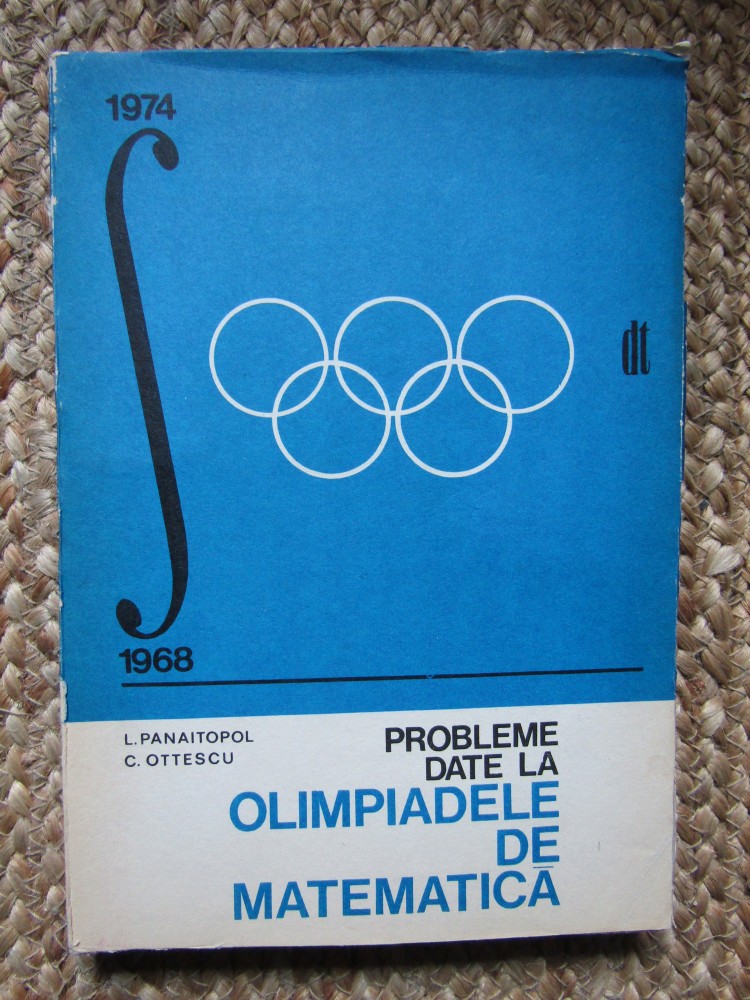 1974
∫
dt
1968
L. PANAITOPOL
C. OTTESCU
PROBLEME
DATE LA
OLIMPIADELE
DE
MATEMATICĂ